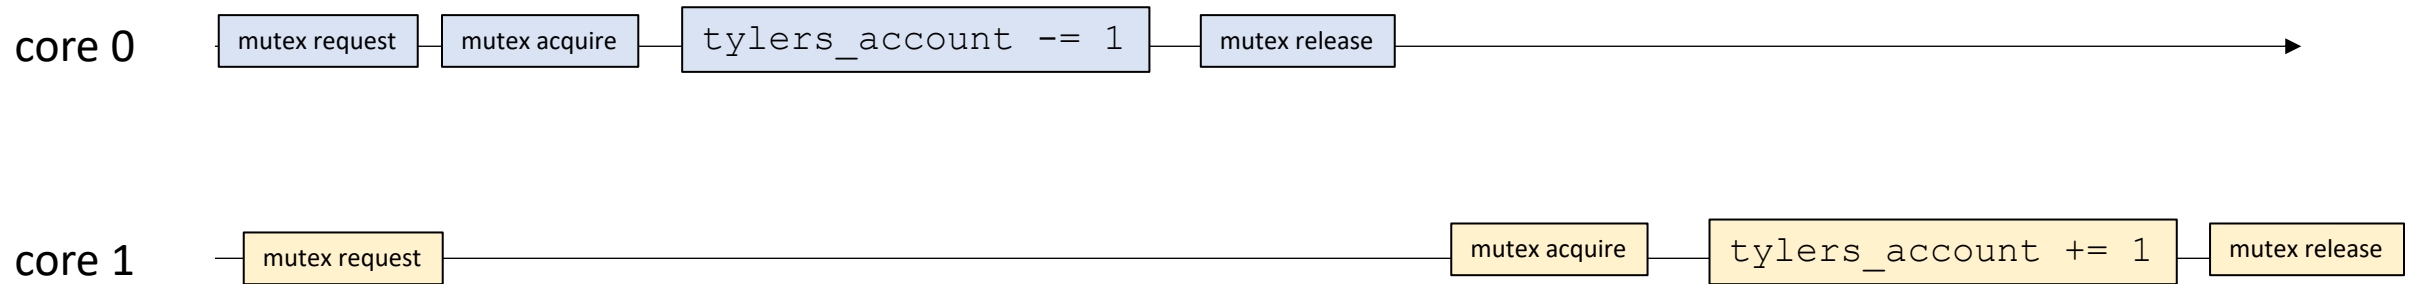 core 0 mutex request mutex acquire tylers_account -= 1 mutex release
core 1 mutex request mutex acquire tylers_account += 1 mutex release